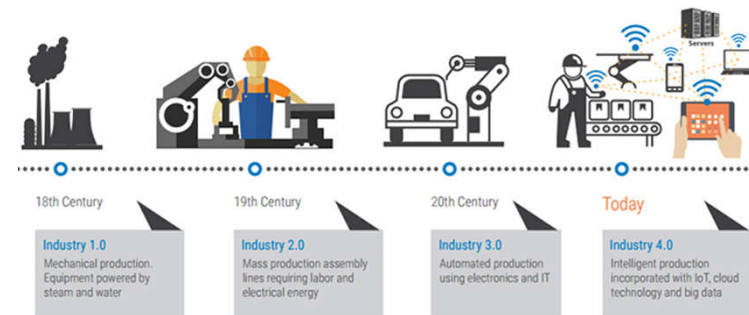 Servers
18th Century
Industry 1.0
Mechanical production.
Equipment powered by
steam and water
19th Century
Industry 2.0
Mass production assembly
lines requiring labor and
electrical energy
20th Century
Industry 3.0
Automated production
using electronics and IT
Today
Industry 4.0
Intelligent production
incorporated with IoT, cloud
technology and big data